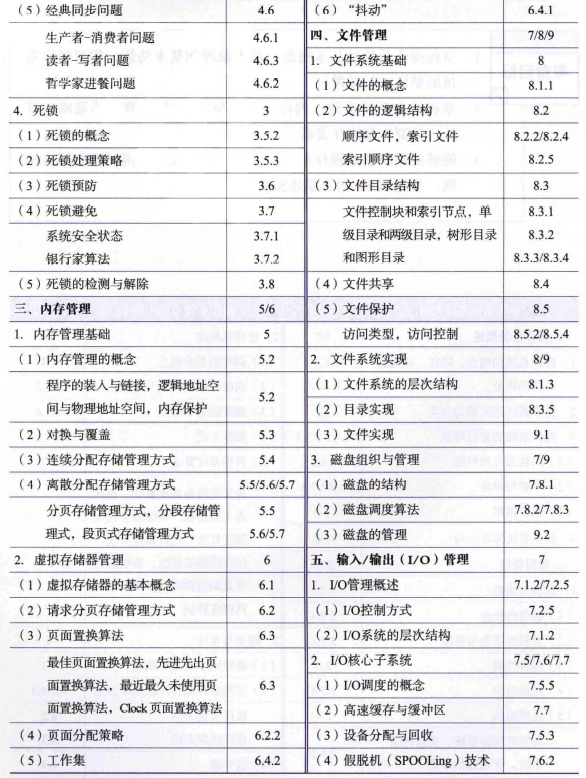 （5）经典同步问题 4.6
生产者-消费者问题 4.6.1
读者-写者问题 4.6.3
哲学家进餐问题 4.6.2
4. 死锁 3
（1）死锁的概念 3.5.2
（2）死锁处理策略 3.5.3
（3）死锁预防 3.6
（4）死锁避免 3.7
系统安全状态 3.7.1
银行家算法 3.7.2
（5）死锁的检测与解除 3.8
三、内存管理 5/6
1. 内存管理基础 5
（1）内存管理的概念 5.2
程序的装入与链接，逻辑地址空
间与物理地址空间，内存保护 5.2
（2）对换与覆盖 5.3
（3）连续分配存储管理方式 5.4
（4）离散分配存储管理方式 5.5/5.6/5.7
分页存储管理方式，分段存储管 5.5
理式，段页式存储管理方式 5.6/5.7
2. 虚拟存储器管理 6
（1）虚拟存储器的基本概念 6.1
（2）请求分页存储管理方式 6.2
（3）页面置换算法 6.3
最佳页面置换算法，先进先出页
面置换算法，最近最久未使用页 6.3
面置换算法，Clock 页面置换算法
（4）页面分配策略 6.2.2
（5）工作集 6.4.2
（6）“抖动” 6.4.1
四、文件管理 7/8/9
1. 文件系统基础 8
（1）文件的概念 8.1.1
（2）文件的逻辑结构 8.2
顺序文件，索引文件 8.2.2/8.2.4
索引顺序文件 8.2.5
（3）文件目录结构 8.3
文件控制块和索引节点，单 8.3.1
级目录和两级目录，树形目录 8.3.2
和图形目录 8.3.3/8.3.4
（4）文件共享 8.4
（5）文件保护 8.5
访问类型，访问控制 8.5.2/8.5.4
2. 文件系统实现 8/9
（1）文件系统的层次结构 8.1.3
（2）目录实现 8.3.5
（3）文件实现 9.1
3. 磁盘组织与管理 7/9
（1）磁盘的结构 7.8.1
（2）磁盘调度算法 7.8.2/7.8.3
（3）磁盘的管理 9.2
五、输入/输出（I/O）管理 7
1. I/O管理概述 7.1.2/7.2.5
（1）I/O控制方式 7.2.5
（2）I/O系统的层次结构 7.1.2
2. I/O核心子系统 7.5/7.6/7.7
（1）I/O调度的概念 7.5.5
（2）高速缓存与缓冲区 7.7
（3）设备分配与回收 7.5.3
（4）假脱机（SPOOLing）技术 7.6.2